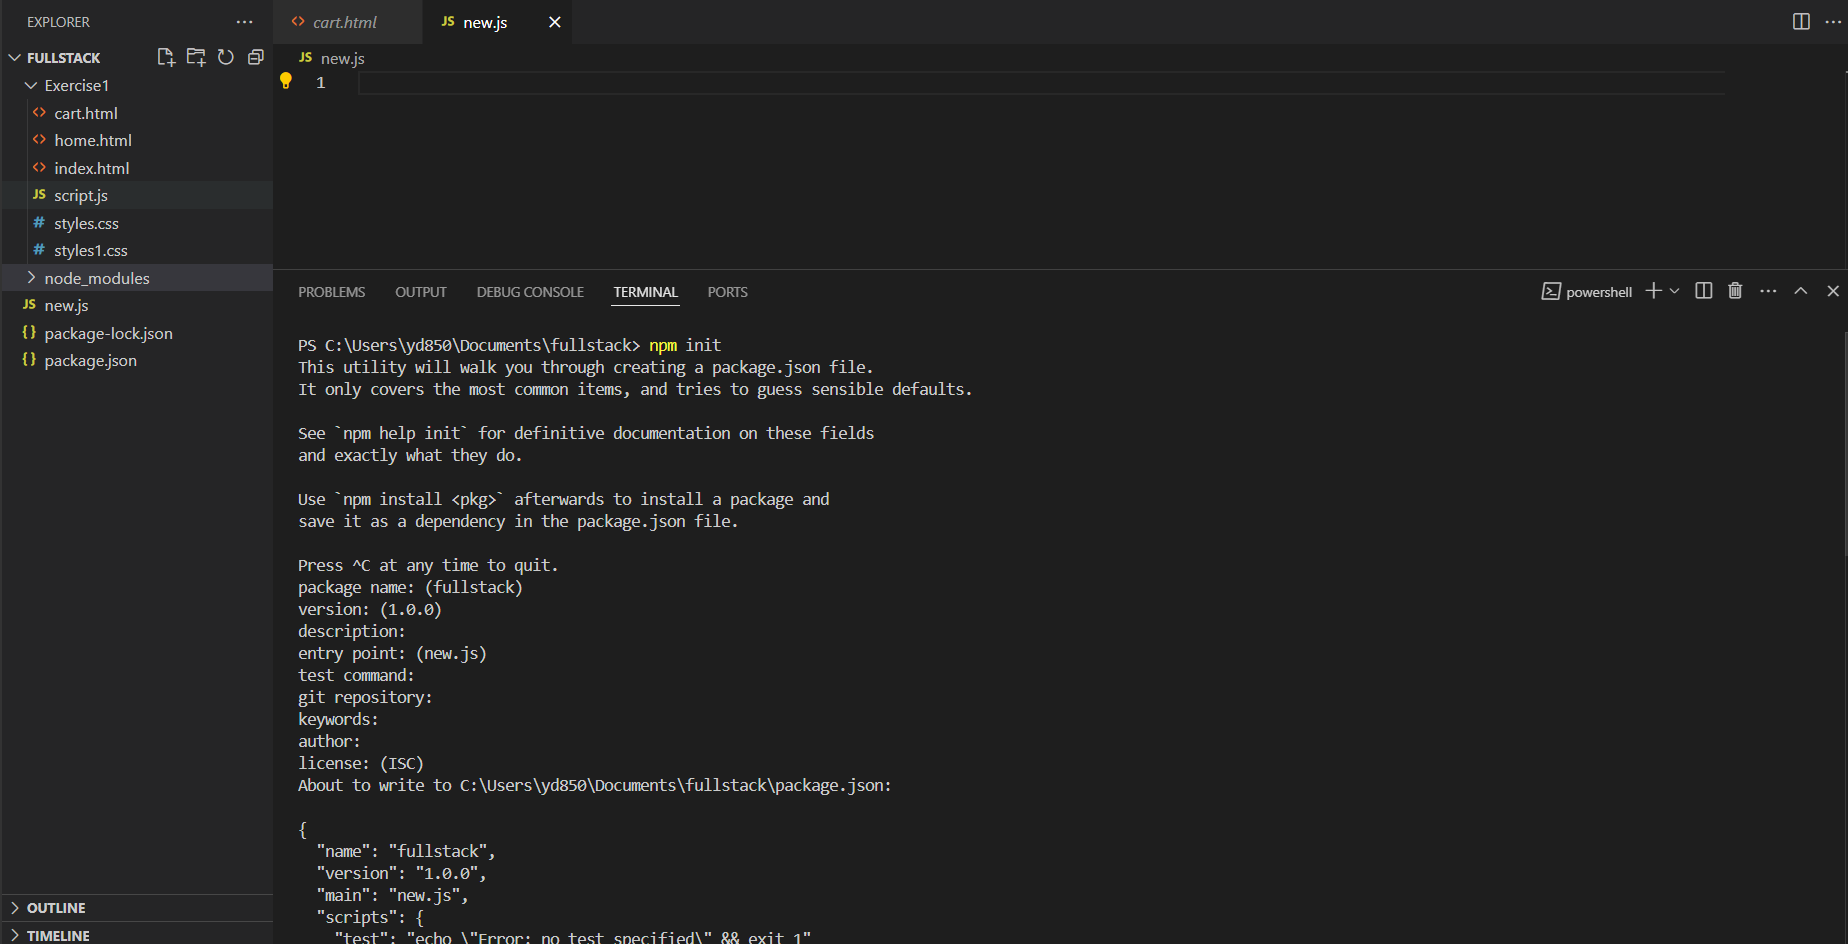 EXPLORER
FULLSTACK
Exercise1
cart.html
home.html
index.html
JS script.js
# styles.css
# styles1.css
node_modules
JS new.js
{} package-lock.json
{} package.json
OUTLINE
TIMELINE
cart.html
JS new.js
JS new.js
1
PROBLEMS OUTPUT DEBUG CONSOLE TERMINAL PORTS
powershell
PS C:\Users\yd850\Documents\fullstack> npm init
This utility will walk you through creating a package.json file.
It only covers the most common items, and tries to guess sensible defaults.
See `npm help init` for definitive documentation on these fields
and exactly what they do.
Use `npm install <pkg>` afterwards to install a package and
save it as a dependency in the package.json file.
Press ^C at any time to quit.
package name: (fullstack)
version: (1.0.0)
description:
entry point: (new.js)
test command:
git repository:
keywords:
author:
license: (ISC)
About to write to C:\Users\yd850\Documents\fullstack\package.json:
{
"name": "fullstack",
"version": "1.0.0",
"main": "new.js",
"scripts": {
"test": "echo \"Error: no test specified\" && exit 1"